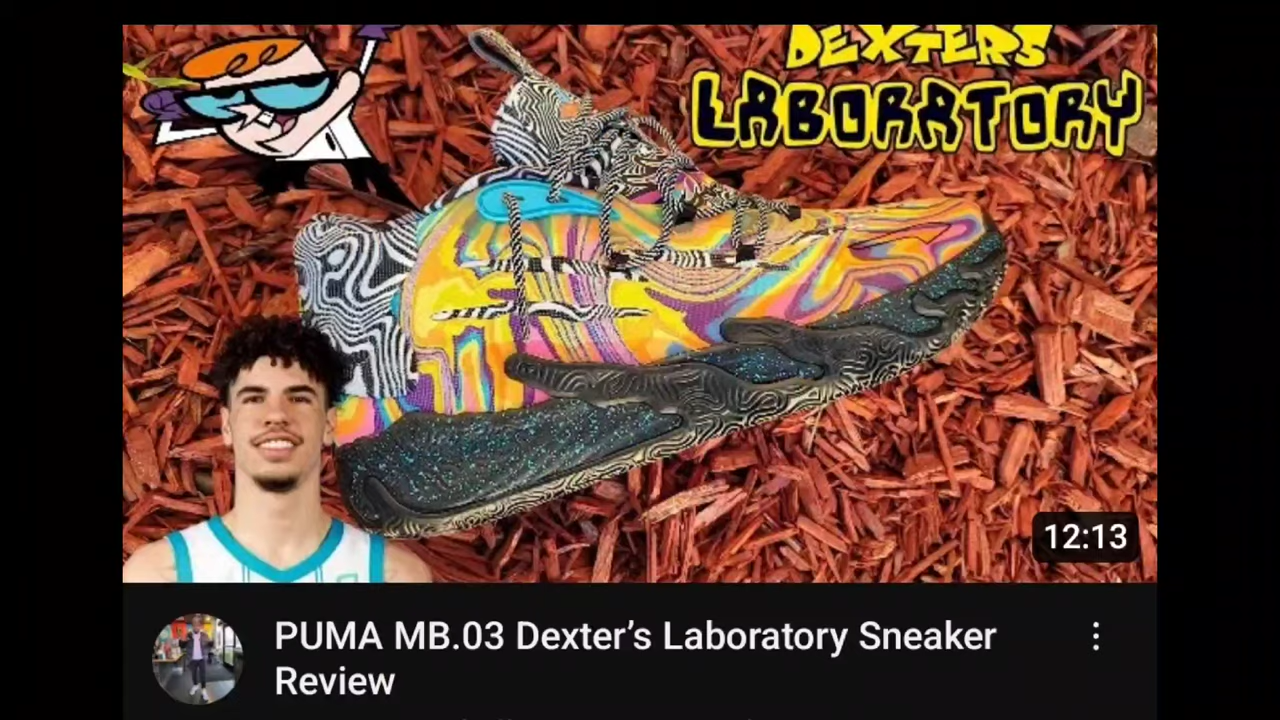 DEXTERS
LABORATORY
12:13
PUMA MB.03 Dexter’s Laboratory Sneaker
Review